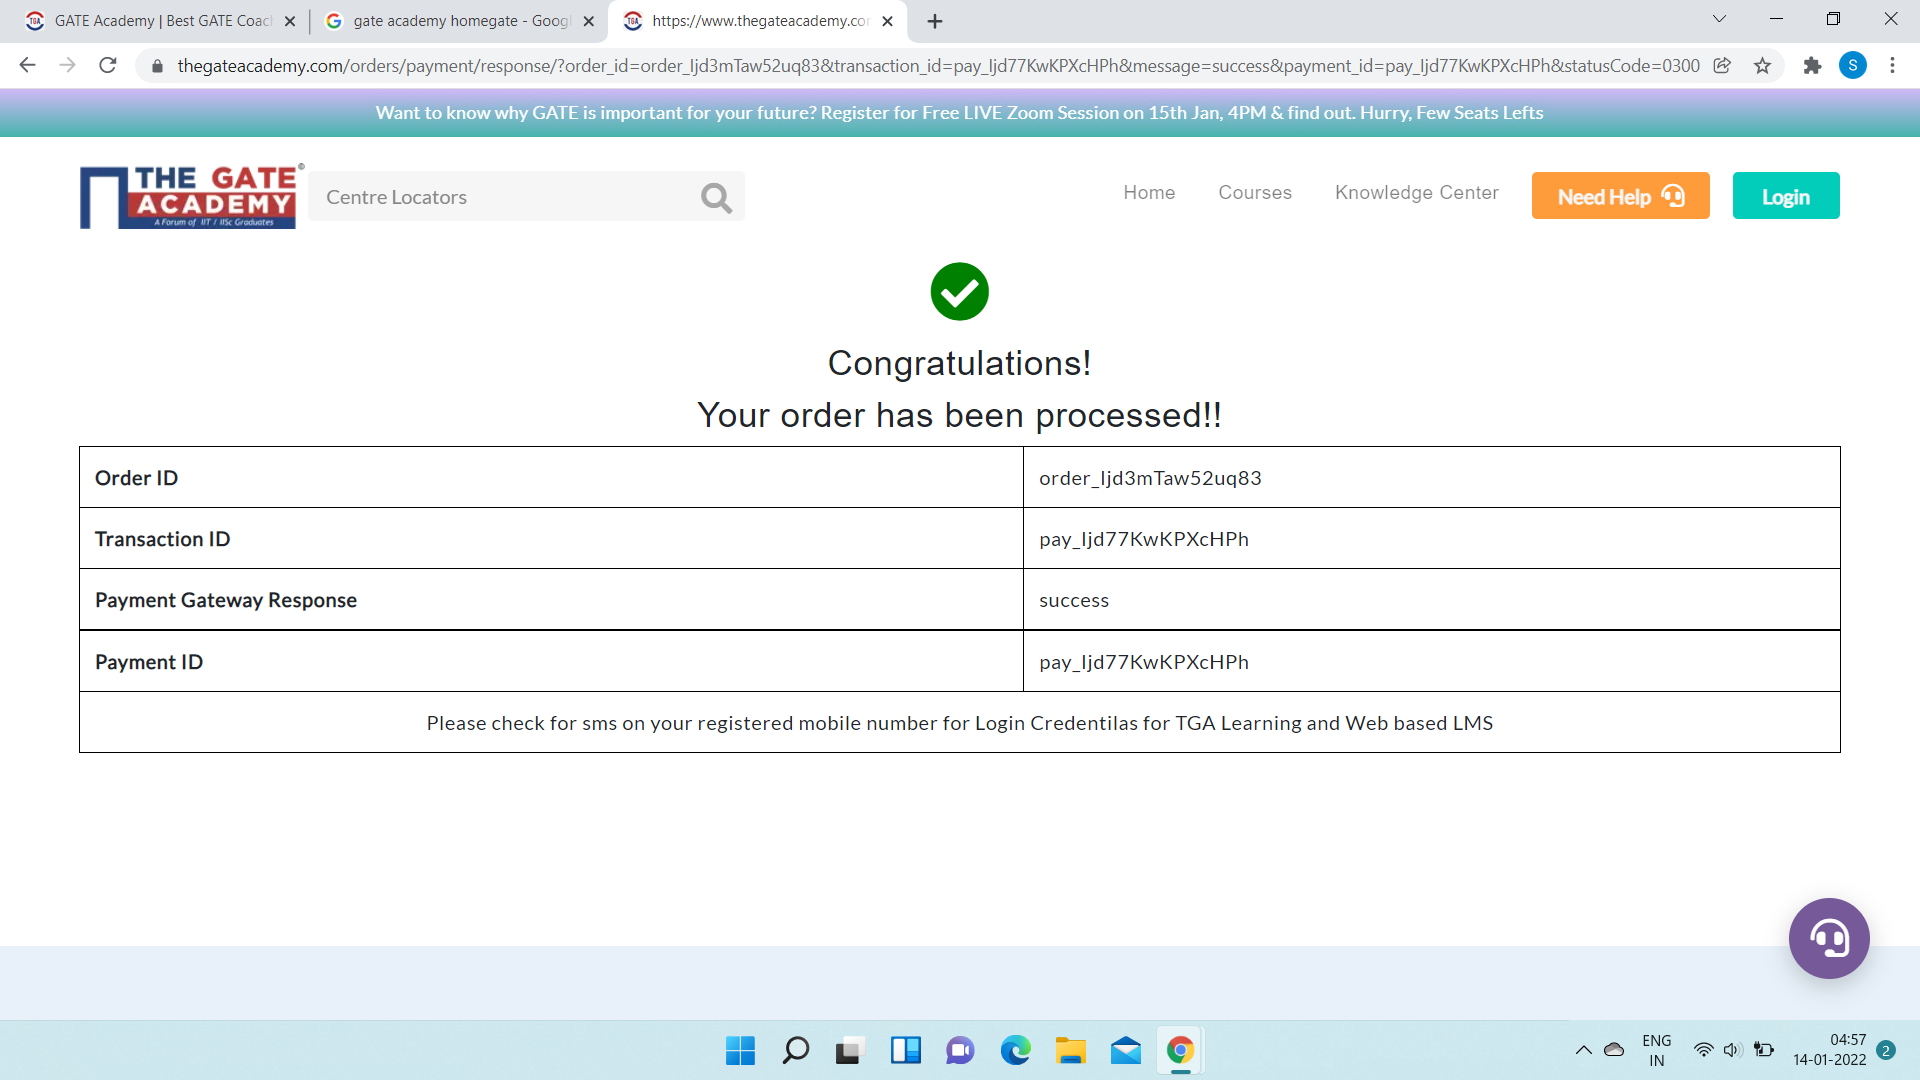 GATE Academy | Best GATE Coac
gate academy homegate - Goog
https://www.thegateacademy.co
thegateacademy.com/orders/payment/response/?order_id=order_Ijd3mTaw52uq83&transaction_id=pay_Ijd77KwKPXcHPh&message=success&payment_id=pay_Ijd77KwKPXcHPh&statusCode=0300
S
Want to know why GATE is important for your future? Register for Free LIVE Zoom Session on 15th Jan, 4PM & find out. Hurry, Few Seats Lefts
THE GATE®
ACADEMY
A Forum of IIT / IISc Graduates
Centre Locators
Home
Courses
Knowledge Center
Need Help
Login
Congratulations!
Your order has been processed!!
Order ID
order_Ijd3mTaw52uq83
Transaction ID
pay_Ijd77KwKPXcHPh
Payment Gateway Response
success
Payment ID
pay_Ijd77KwKPXcHPh
Please check for sms on your registered mobile number for Login Credentilas for TGA Learning and Web based LMS
ENG
IN
04:57
14-01-2022
2